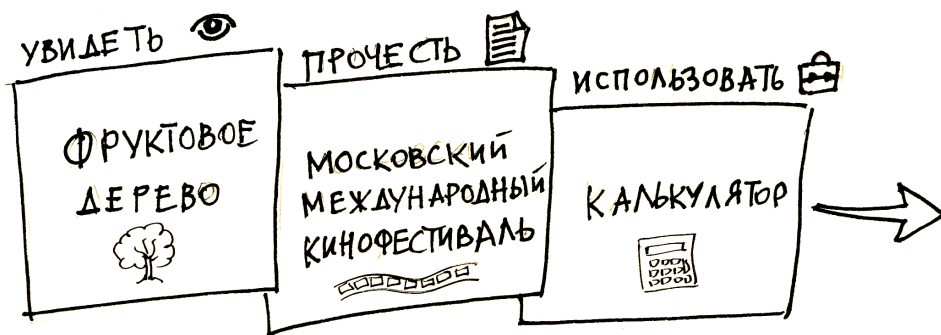 УВИДЕТЬ
ФРУКТОВОЕ
ДЕРЕВО
ПРОЧЕСТЬ
МОСКОВСКИЙ
МЕЖДУНАРОДНЫЙ
КИНОФЕСТИВАЛЬ
ИСПОЛЬЗОВАТЬ
КАЛЬКУЛЯТОР